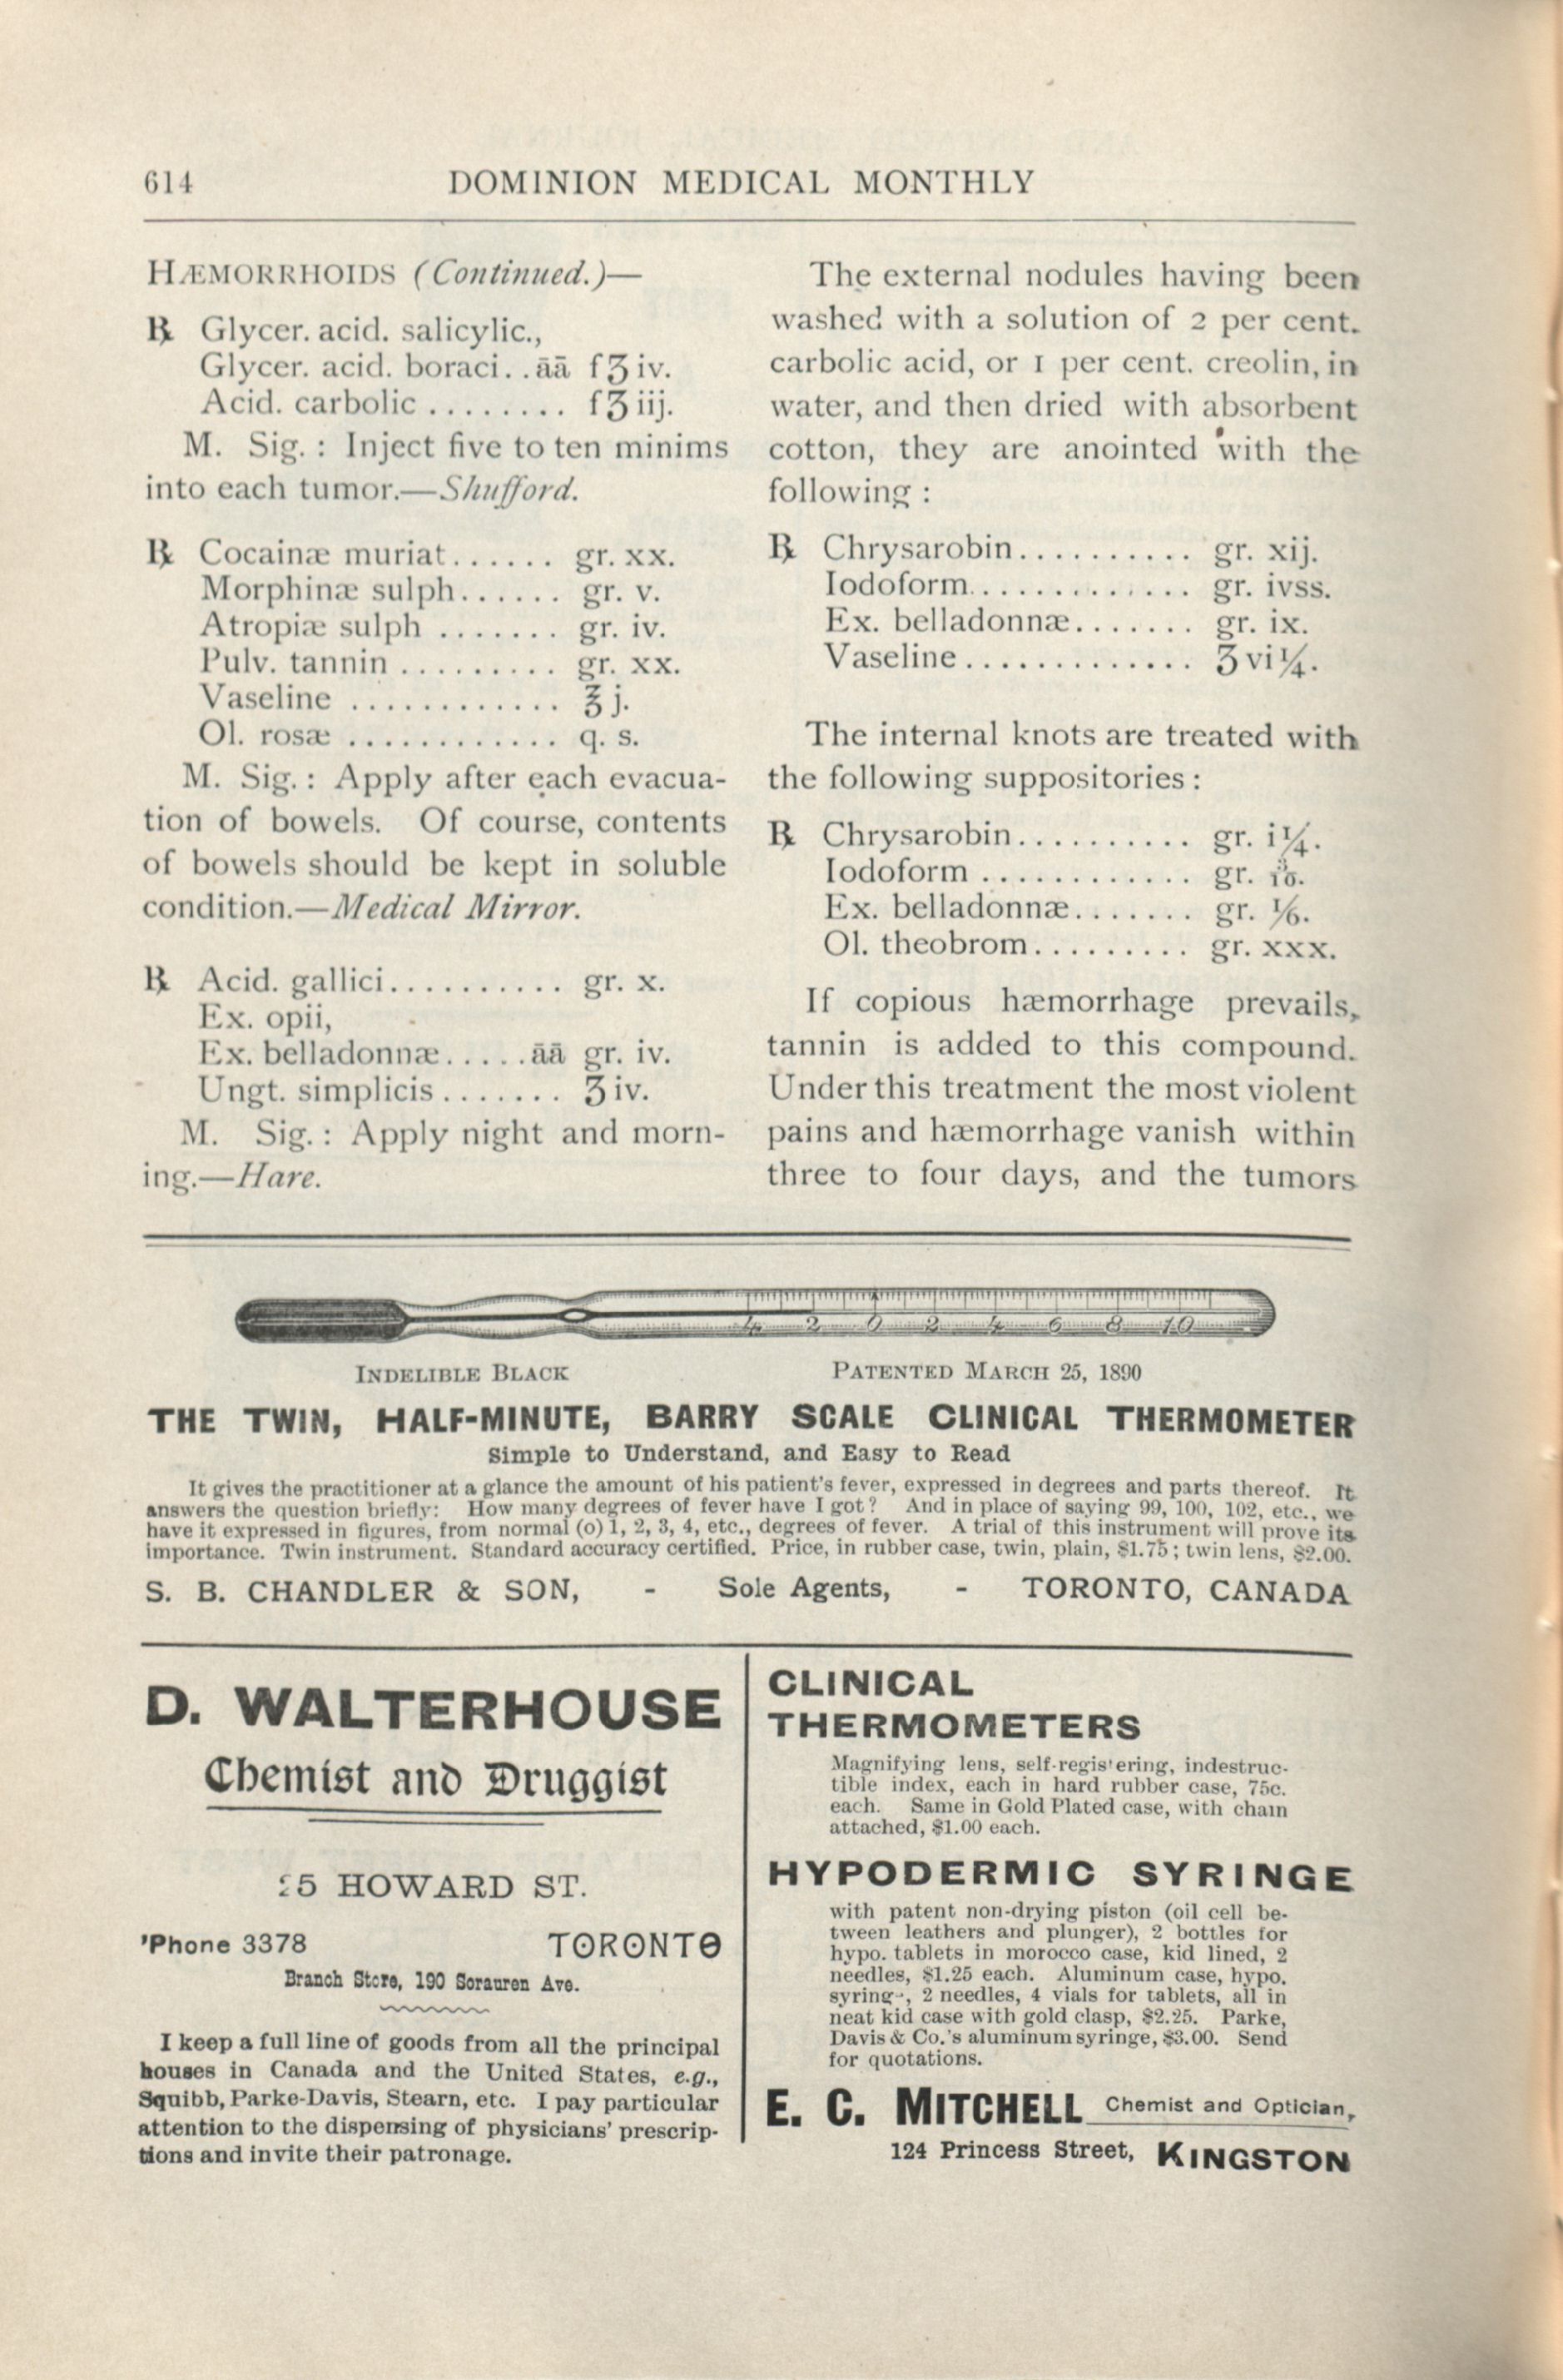 614 DOMINION MEDICAL MONTHLY
HÆMORRHOIDS (Continued.)—
℞ Glycer. acid. salicylic.,
Glycer. acid. boraci. . āā fʒ iv.
Acid. carbolic ........ fʒ iij.
M. Sig. : Inject five to ten minims
into each tumor.—Shufford.
℞ Cocainæ muriat...... gr. xx.
Morphinæ sulph...... gr. v.
Atropiæ sulph ....... gr. iv.
Pulv. tannin ......... gr. xx.
Vaseline ............ ℥ j.
Ol. rosæ ............ q. s.
M. Sig. : Apply after each evacua-
tion of bowels. Of course, contents
of bowels should be kept in soluble
condition.—Medical Mirror.
℞ Acid. gallici.......... gr. x.
Ex. opii,
Ex. belladonnæ.....āā gr. iv.
Ungt. simplicis....... ʒ iv.
M. Sig. : Apply night and morn-
ing.—Hare.
The external nodules having been
washed with a solution of 2 per cent.
carbolic acid, or 1 per cent. creolin, in
water, and then dried with absorbent
cotton, they are anointed with the
following :
℞ Chrysarobin.......... gr. xij.
Iodoform............. gr. ivss.
Ex. belladonnæ....... gr. ix.
Vaseline............. ʒ vi¼.
The internal knots are treated with
the following suppositories :
℞ Chrysarobin.......... gr. i¼.
Iodoform ............ gr.
Ex. belladonnæ....... gr. ⅙.
Ol. theobrom......... gr. xxx.
If copious hæmorrhage prevails,
tannin is added to this compound.
Under this treatment the most violent
pains and hæmorrhage vanish within
three to four days, and the tumors
4 2 0 2 4 6 8 10
INDELIBLE BLACK PATENTED MARCH 25, 1890
THE TWIN, HALF-MINUTE, BARRY SCALE CLINICAL THERMOMETER
Simple to Understand, and Easy to Read
It gives the practitioner at a glance the amount of his patient's fever, expressed in degrees and parts thereof. It
answers the question briefly: How many degrees of fever have I got? And in place of saying 99, 100, 102, etc., we
have it expressed in figures, from normal (o) 1, 2, 3, 4, etc., degrees of fever. A trial of this instrument will prove its
importance. Twin instrument. Standard accuracy certified. Price, in rubber case, twin, plain, $1.75; twin lens, $2.00.
S. B. CHANDLER & SON, - Sole Agents, - TORONTO, CANADA
D. WALTERHOUSE
Chemist and Druggist
5 HOWARD ST.
'Phone 3378 TORONTO
Branch Store, 190 Sorauren Ave.
I keep a full line of goods from all the principal
houses in Canada and the United States, e.g.,
Squibb, Parke-Davis, Stearn, etc. I pay particular
attention to the dispensing of physicians' prescrip-
tions and invite their patronage.
CLINICAL
THERMOMETERS
Magnifying lens, self-registering, indestruc-
tible index, each in hard rubber case, 75c.
each. Same in Gold Plated case, with chain
attached, $1.00 each.
HYPODERMIC SYRINGE
with patent non-drying piston (oil cell be-
tween leathers and plunger), 2 bottles for
hypo. tablets in morocco case, kid lined, 2
needles, $1.25 each. Aluminum case, hypo.
syringe, 2 needles, 4 vials for tablets, all in
neat kid case with gold clasp, $2.25. Parke,
Davis & Co.'s aluminum syringe, $3.00. Send
for quotations.
E. C. MITCHELL Chemist and Optician,
124 Princess Street, KINGSTON